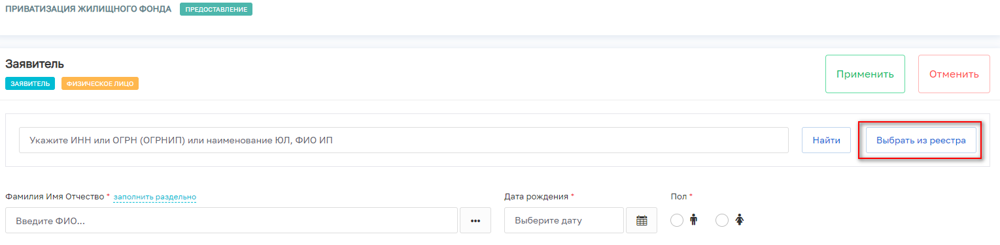 ПРИВАТИЗАЦИЯ ЖИЛИЩНОГО ФОНДА ПРЕДОСТАВЛЕНИЕ
Заявитель
ЗАЯВИТЕЛЬ ФИЗИЧЕСКОЕ ЛИЦО
Применить Отменить
Укажите ИНН или ОГРН (ОГРНИП) или наименование ЮЛ, ФИО ИП Найти Выбрать из реестра
Фамилия Имя Отчество * заполнить раздельно Дата рождения * Пол *
Введите ФИО... ••• Выберите дату